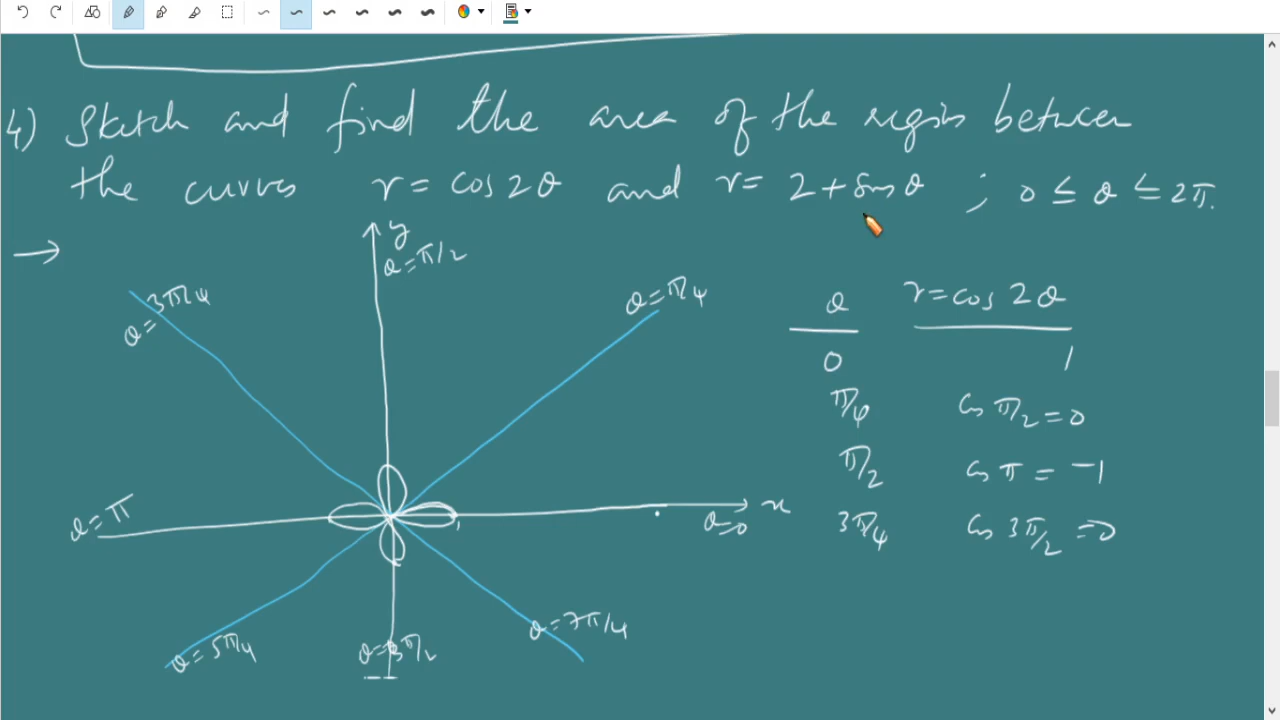 4) Sketch and find the area of the region between
the curves r = cos 2θ and r = 2 + sin θ ; 0 ≤ θ ≤ 2π.
→ y
θ = π/2
θ = 3π/4
θ = π/4
θ = π
x
θ = 0
θ = 5π/4
θ = 3π/2
θ = 7π/4
θ r = cos 2θ
0 1
π/4 cos π/2 = 0
π/2 cos π = -1
3π/4 cos 3π/2 = 0